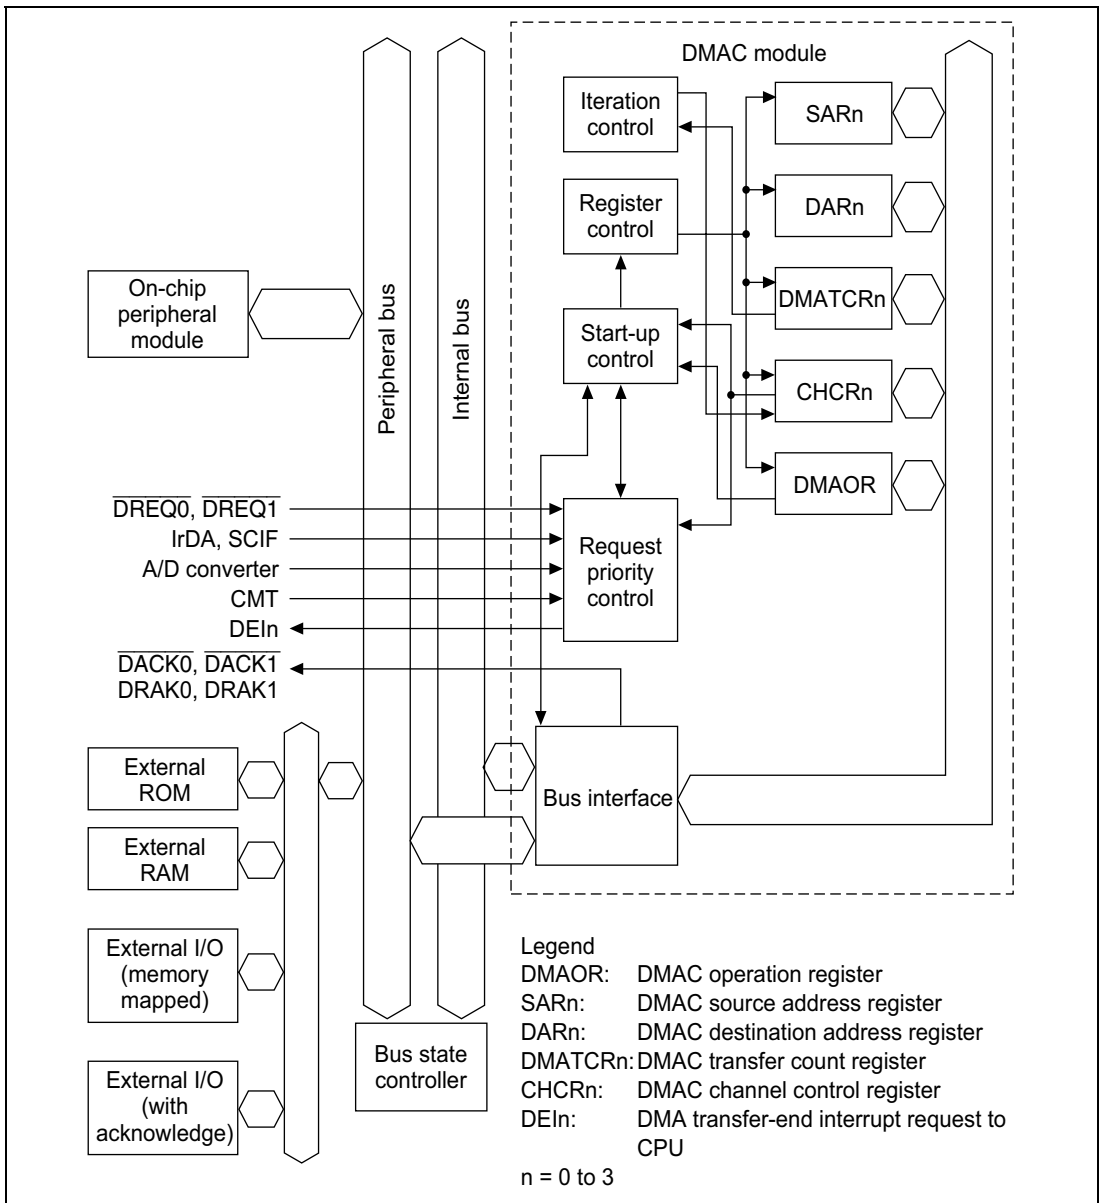 DMAC module
Iteration
control
SARn
Register
control
DARn
On-chip
peripheral
module
Peripheral bus
Internal bus
Start-up
control
DMATCRn
CHCRn
DMAOR
DREQ0, DREQ1
IrDA, SCIF
A/D converter
CMT
DEIn
DACK0, DACK1
DRAK0, DRAK1
Request
priority
control
External
ROM
External
RAM
External I/O
(memory
mapped)
External I/O
(with
acknowledge)
Bus interface
Bus state
controller
Legend
DMAOR: DMAC operation register
SARn: DMAC source address register
DARn: DMAC destination address register
DMATCRn: DMAC transfer count register
CHCRn: DMAC channel control register
DEIn: DMA transfer-end interrupt request to
CPU
n = 0 to 3